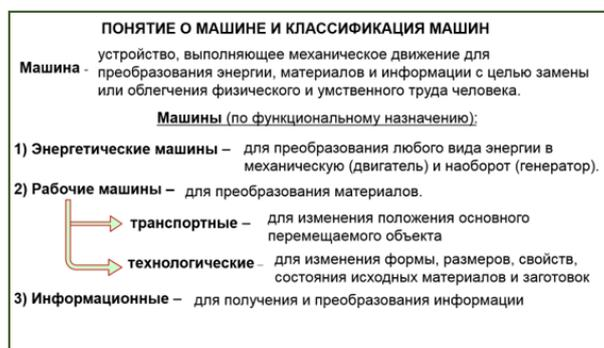 ПОНЯТИЕ О МАШИНЕ И КЛАССИФИКАЦИЯ МАШИН
Машина - устройство, выполняющее механическое движение для
преобразования энергии, материалов и информации с целью замены
или облегчения физического и умственного труда человека.
Машины (по функциональному назначению):
1) Энергетические машины – для преобразования любого вида энергии в
механическую (двигатель) и наоборот (генератор).
2) Рабочие машины – для преобразования материалов.
транспортные – для изменения положения основного
перемещаемого объекта
технологические – для изменения формы, размеров, свойств,
состояния исходных материалов и заготовок
3) Информационные – для получения и преобразования информации